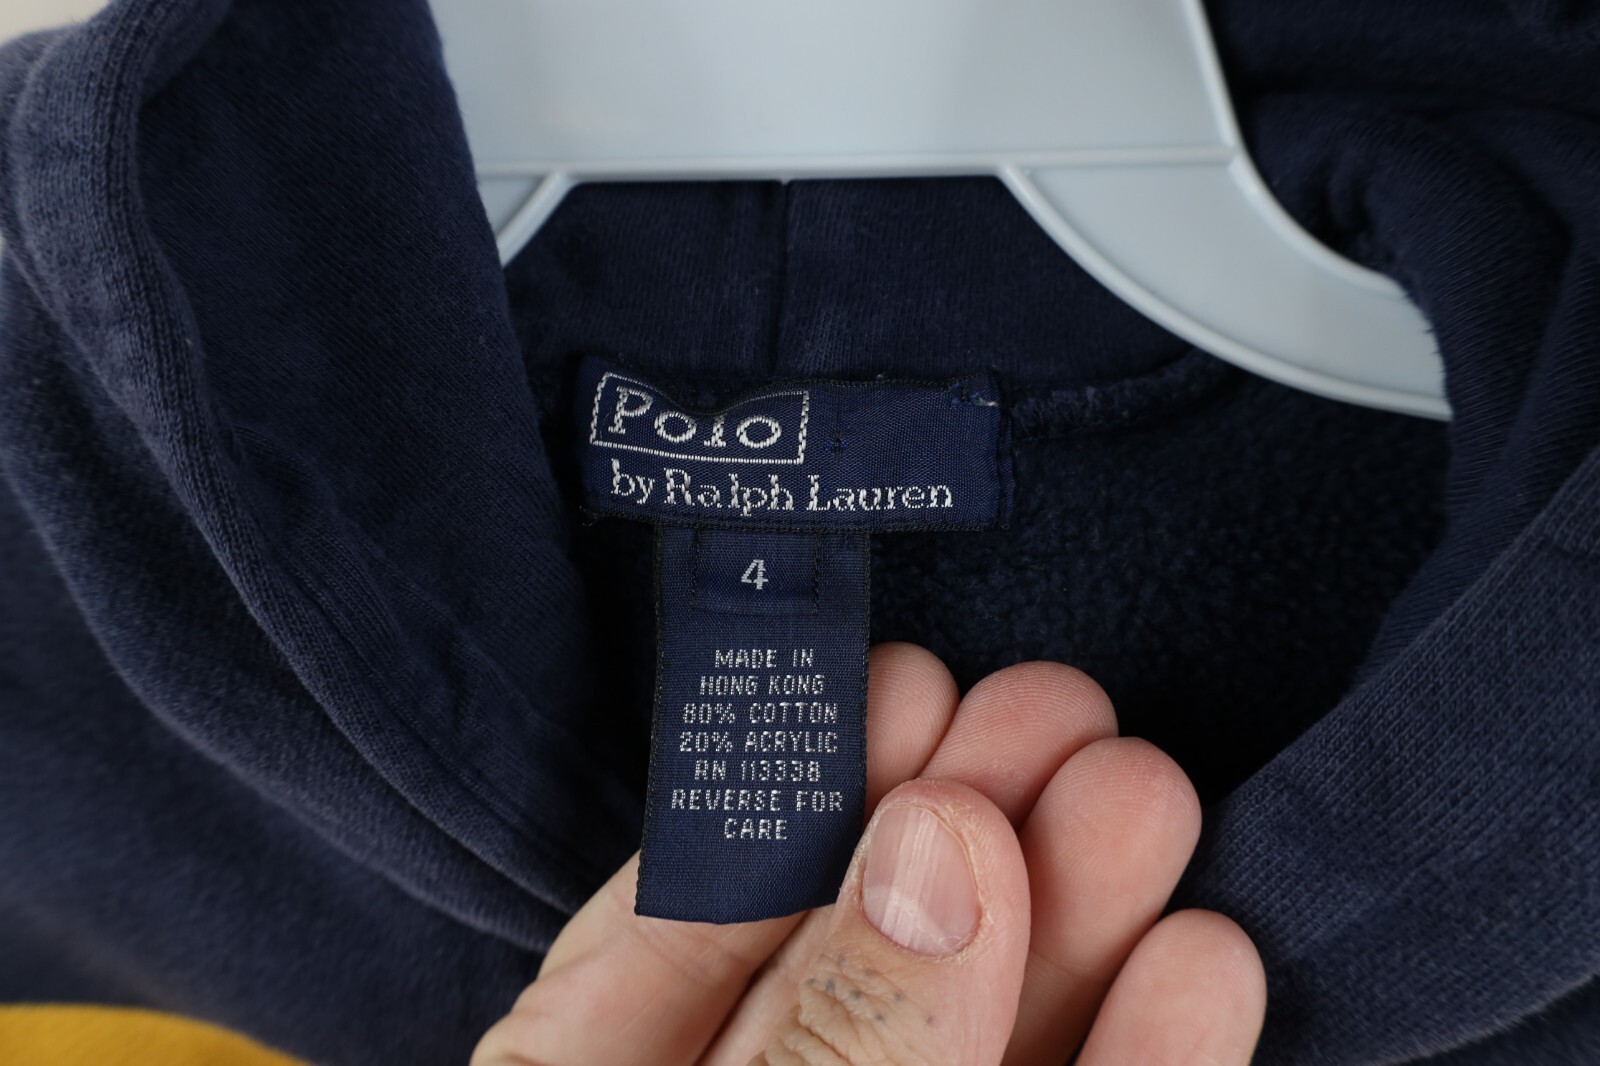 Polo
by Ralph Lauren
4
MADE IN
HONG KONG
80% COTTON
20% ACRYLIC
RN 113338
REVERSE FOR
CARE